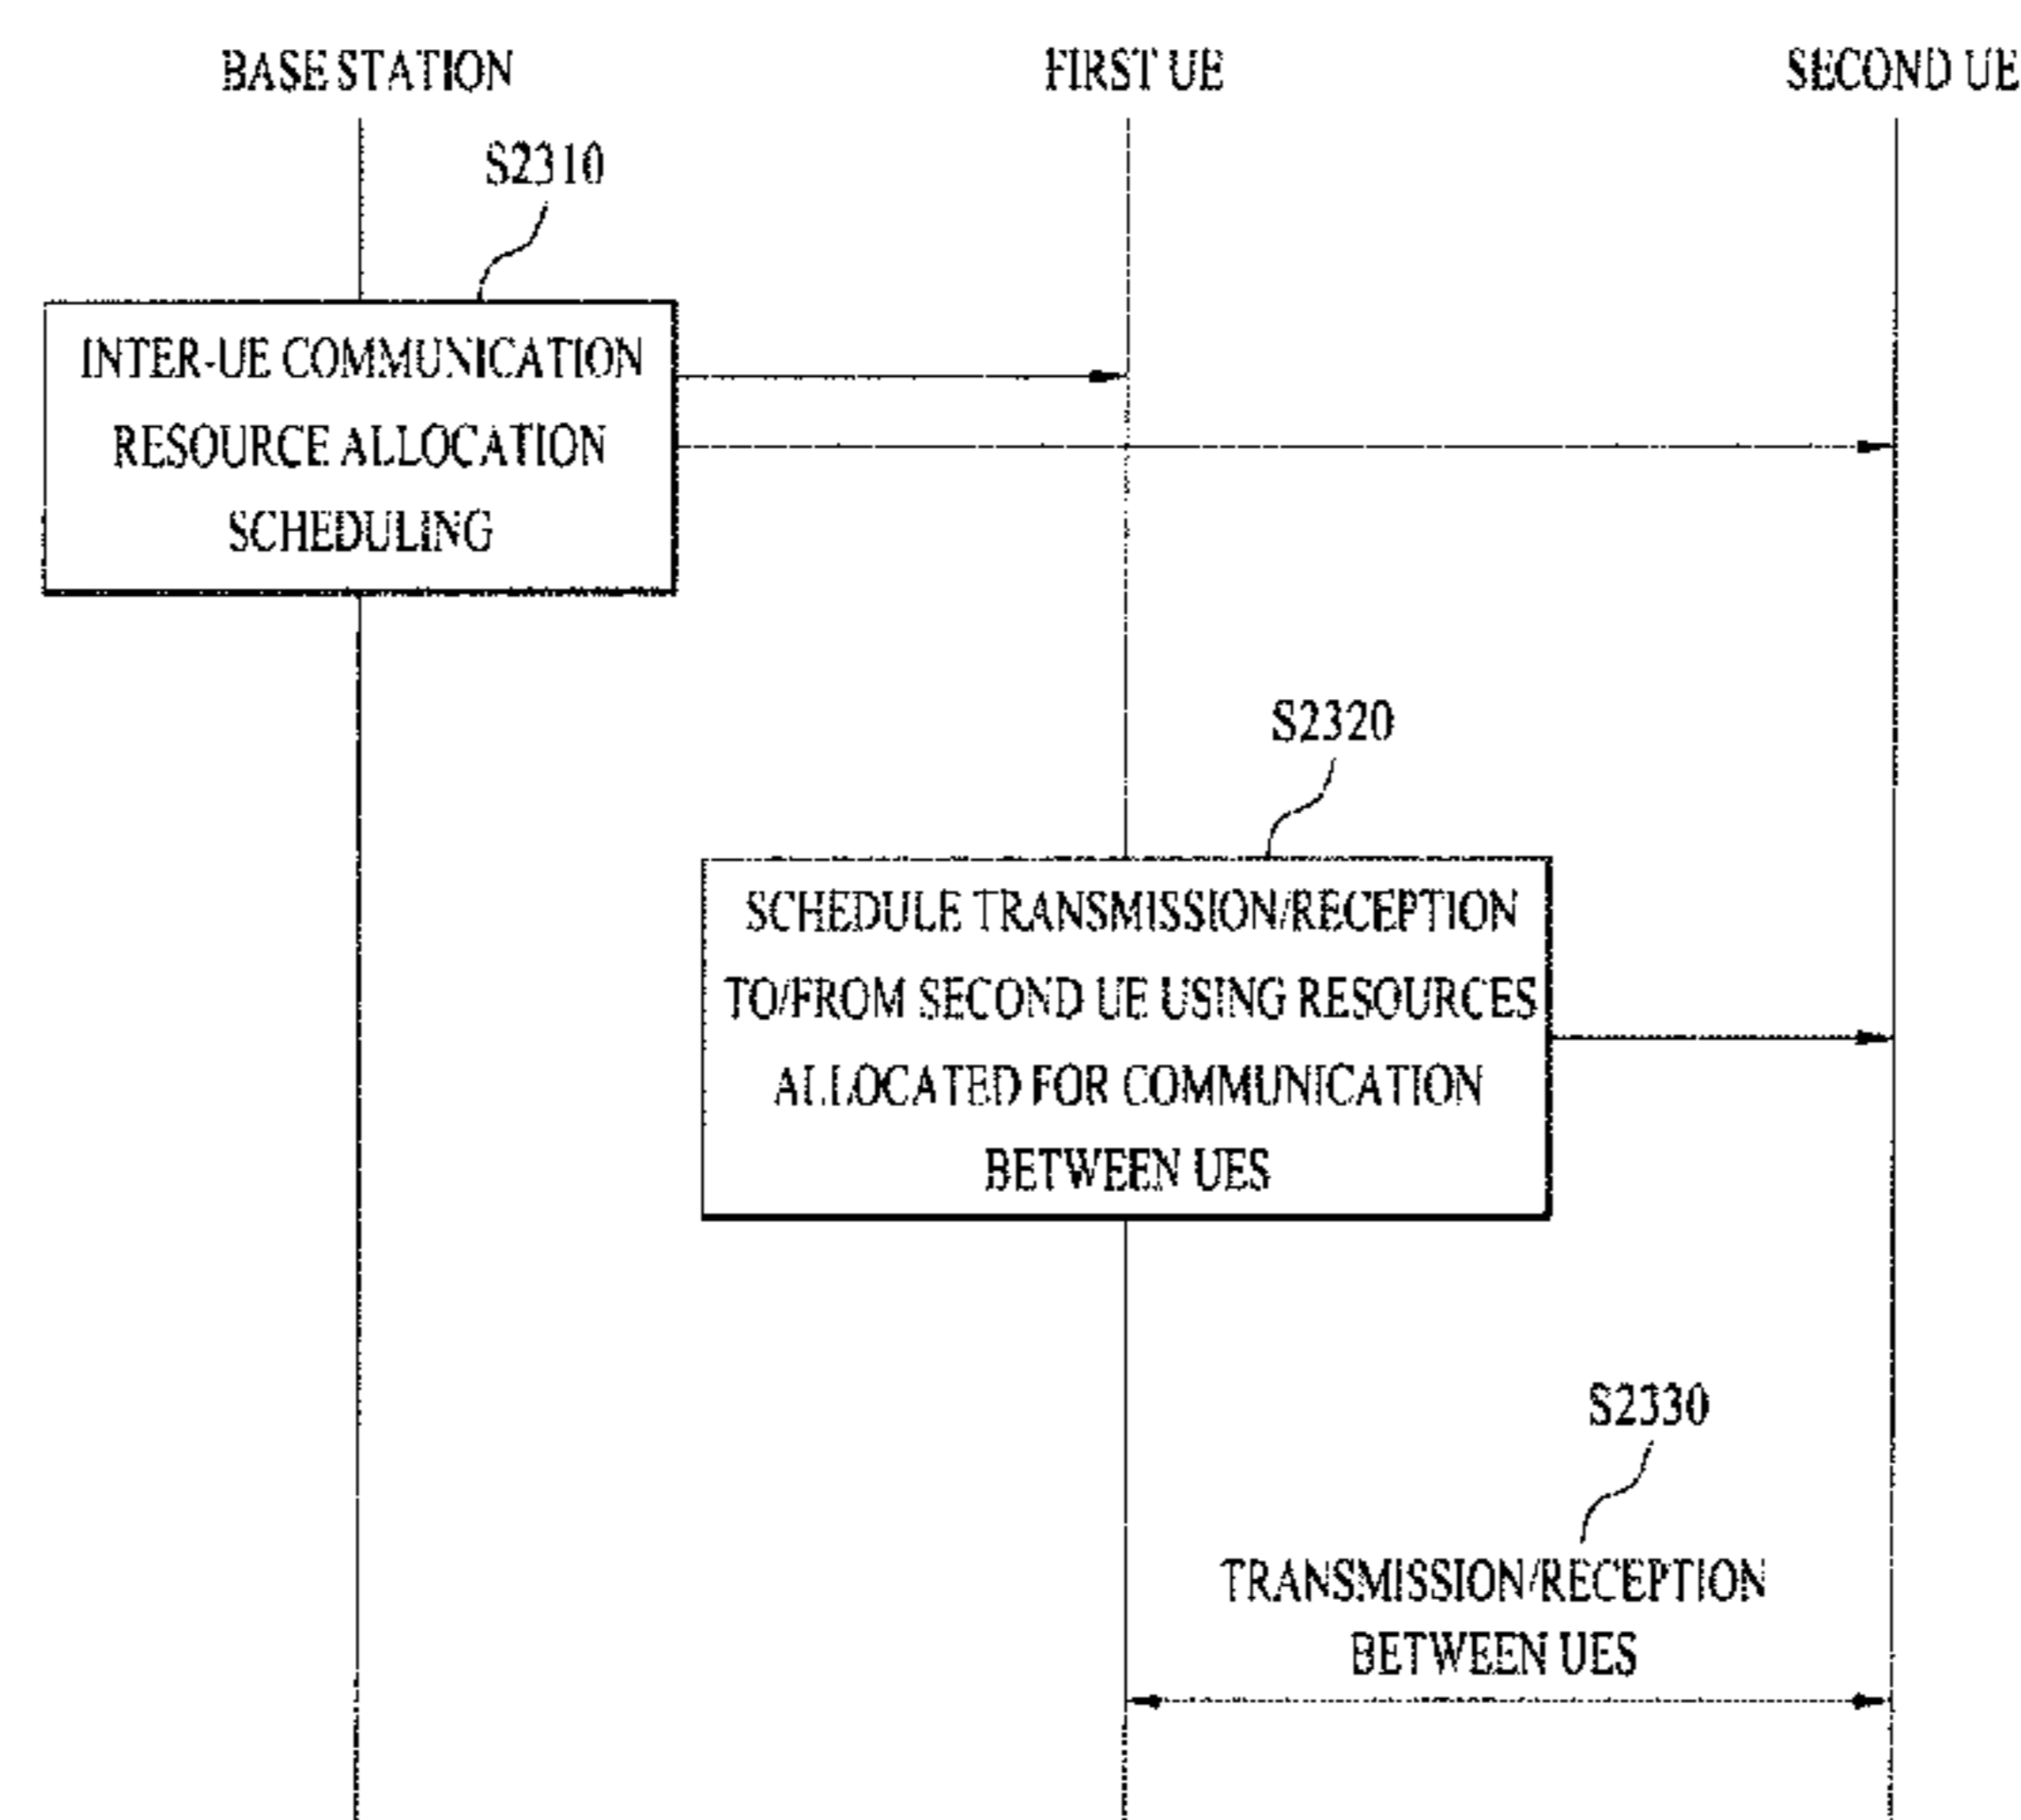 BASE STATION
FIRST UE
SECOND UE
S2310
INTER-UE COMMUNICATION
RESOURCE ALLOCATION
SCHEDULING
S2320
SCHEDULE TRANSMISSION/RECEPTION
TO/FROM SECOND UE USING RESOURCES
ALLOCATED FOR COMMUNICATION
BETWEEN UES
S2330
TRANSMISSION/RECEPTION
BETWEEN UES